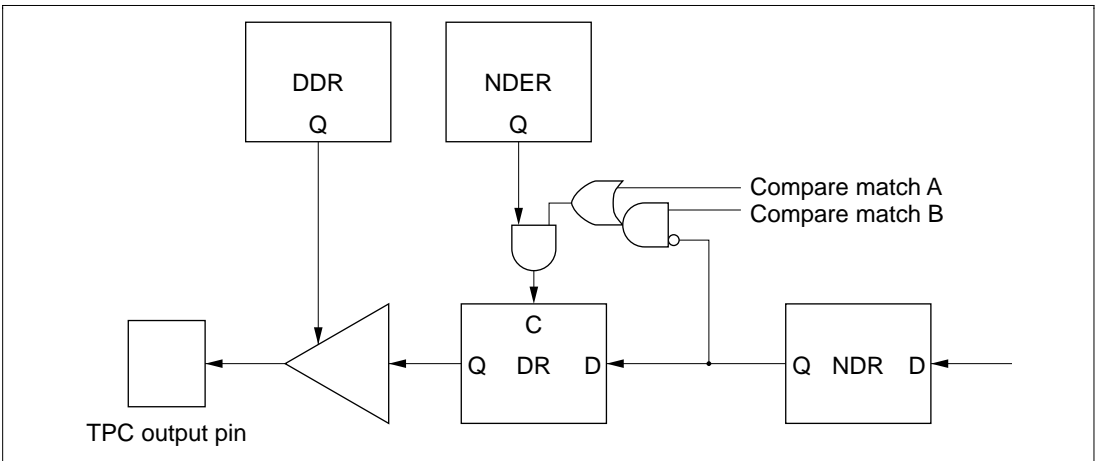 DDR
Q
NDER
Q
Compare match A
Compare match B
C
Q DR D
Q NDR D
TPC output pin